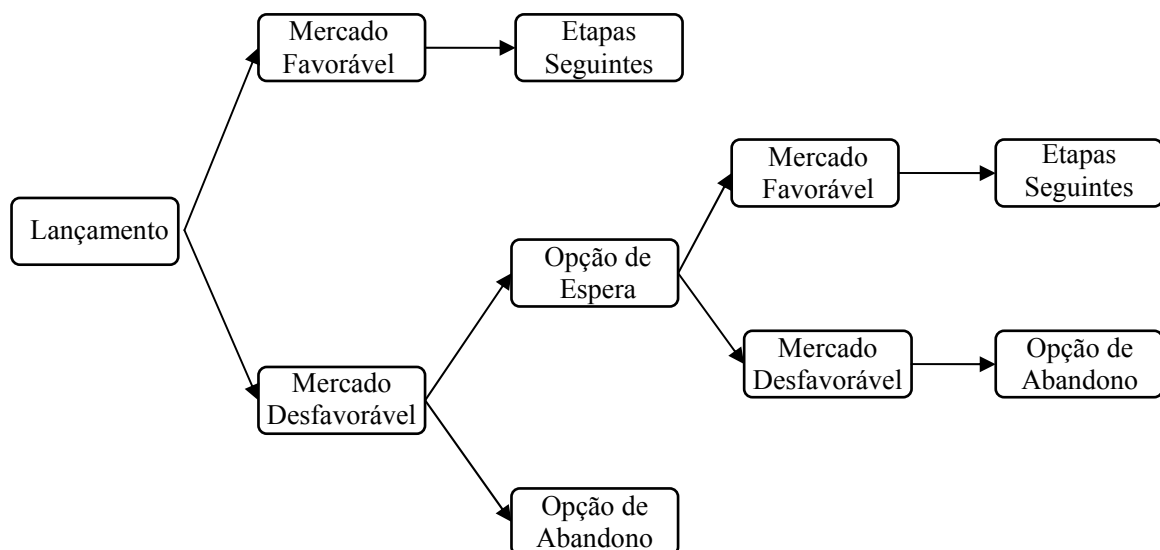 Mercado
Favorável
Etapas
Seguintes
Mercado
Favorável
Etapas
Seguintes
Lançamento
Opção de
Espera
Mercado
Desfavorável
Opção de
Abandono
Mercado
Desfavorável
Opção de
Abandono